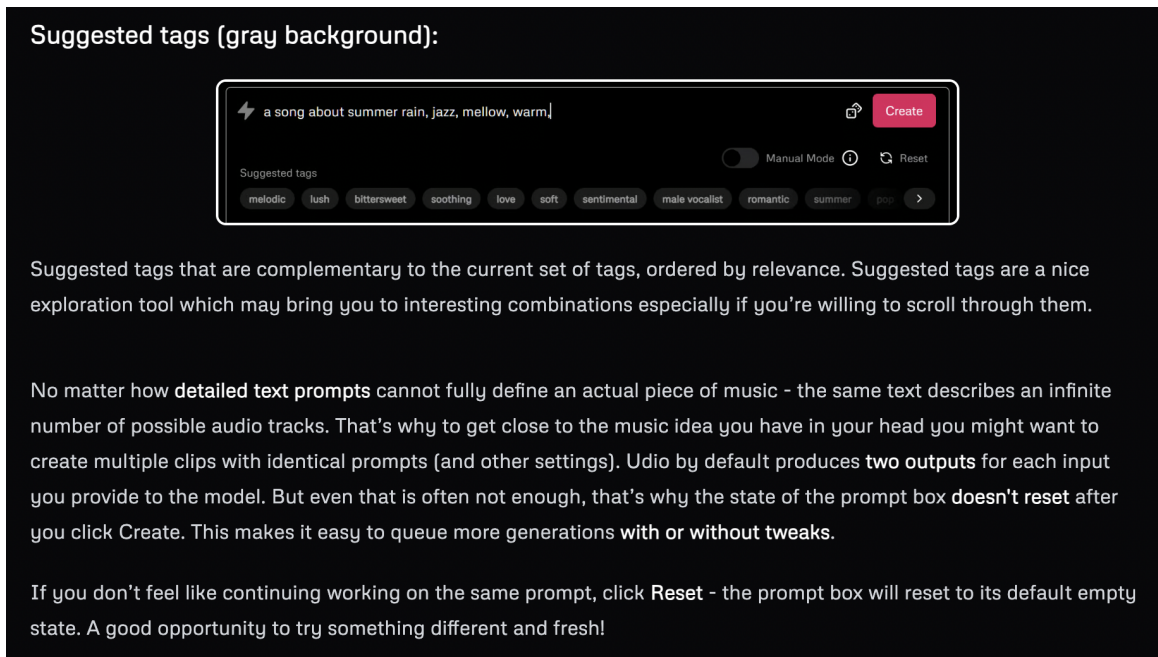 Suggested tags (gray background):
a song about summer rain, jazz, mellow, warm,
Create
Manual Mode
Reset
Suggested tags
melodic lush bittersweet soothing love soft sentimental male vocalist romantic summer pop
Suggested tags that are complementary to the current set of tags, ordered by relevance. Suggested tags are a nice
exploration tool which may bring you to interesting combinations especially if you’re willing to scroll through them.
No matter how detailed text prompts cannot fully define an actual piece of music - the same text describes an infinite
number of possible audio tracks. That’s why to get close to the music idea you have in your head you might want to
create multiple clips with identical prompts (and other settings). Udio by default produces two outputs for each input
you provide to the model. But even that is often not enough, that’s why the state of the prompt box doesn't reset after
you click Create. This makes it easy to queue more generations with or without tweaks.
If you don’t feel like continuing working on the same prompt, click Reset - the prompt box will reset to its default empty
state. A good opportunity to try something different and fresh!